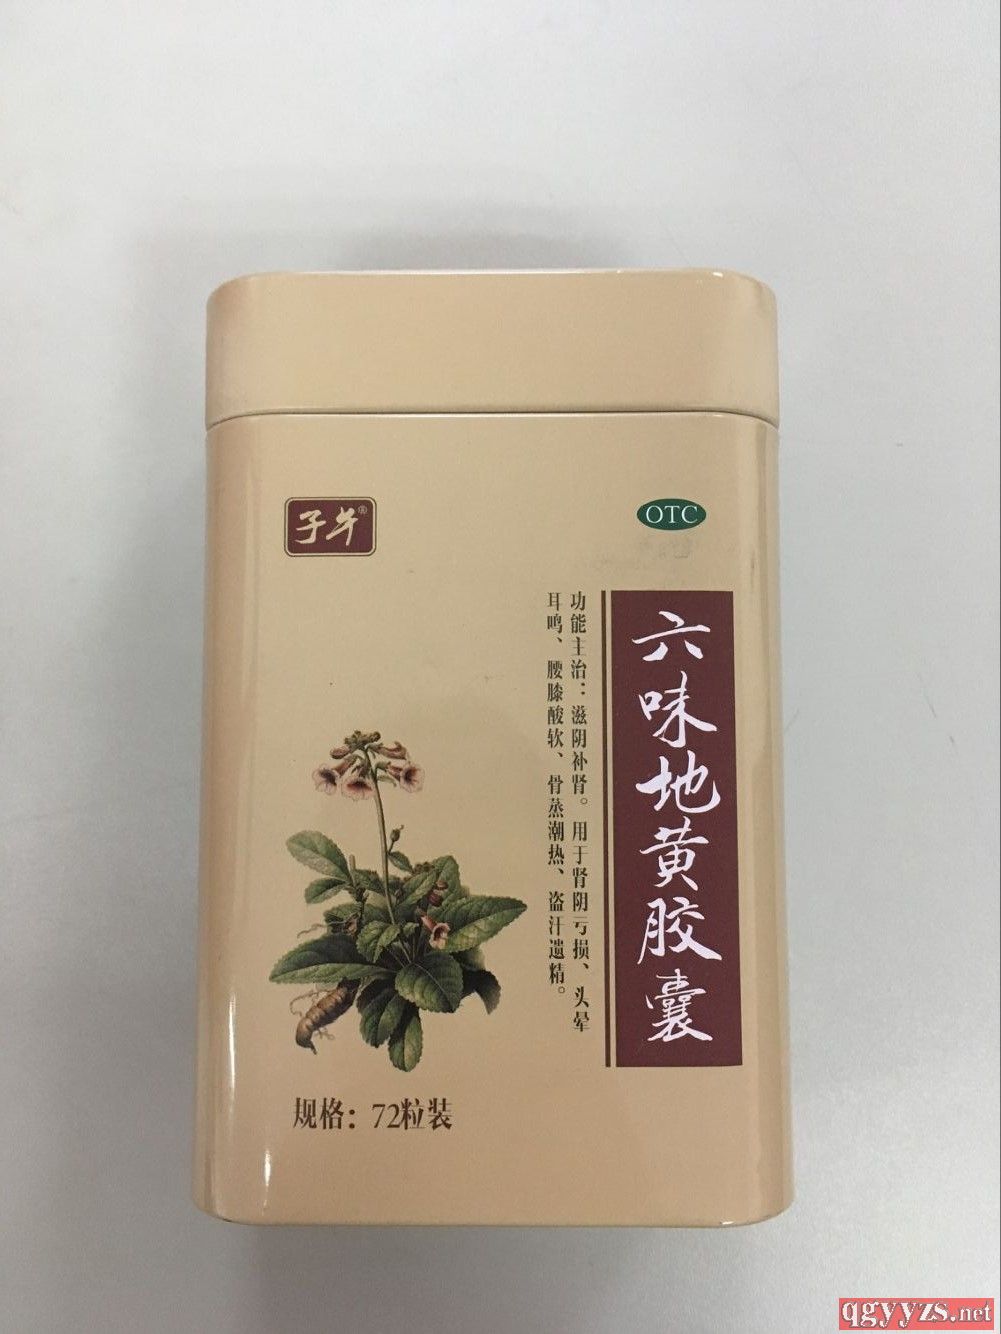 子午®
OTC
六味地黄胶囊
功能主治：滋阴补肾。用于肾阴亏损、头晕
耳鸣、腰膝酸软、骨蒸潮热、盗汗遗精。
规格：72粒装
qgyyzs.net